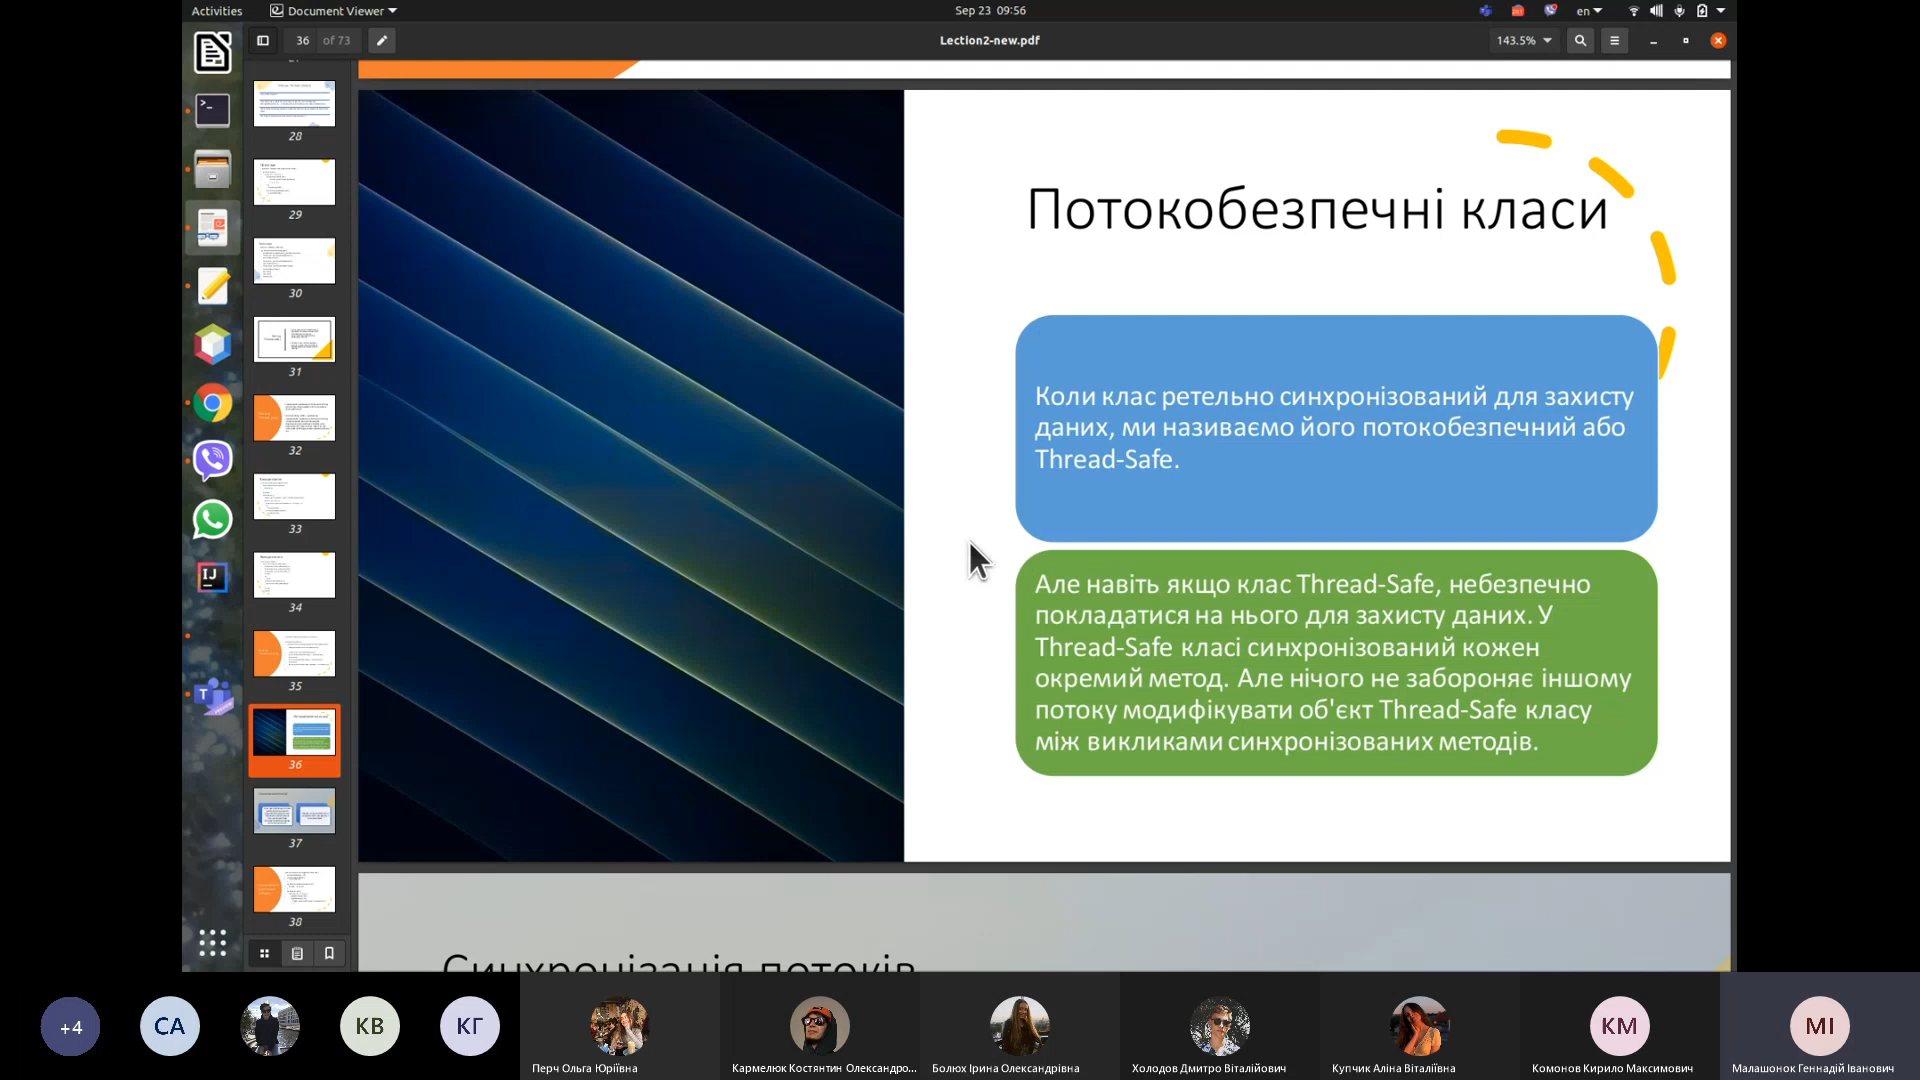 Activities
Document Viewer
Sep 23 09:56
en
36 of 73
Lection2-new.pdf
143.5%
28
29
30
31
32
33
34
35
36
37
38
Потокобезпечні класи
Коли клас ретельно синхронізований для захисту
даних, ми називаємо його потокобезпечний або
Thread-Safe.
Але навіть якщо клас Thread-Safe, небезпечно
покладатися на нього для захисту даних. У
Thread-Safe класі синхронізований кожен
окремий метод. Але нічого не забороняє іншому
потоку модифікувати об'єкт Thread-Safe класу
між викликами синхронізованих методів.
Синхронізація потоків
+4
CA
КВ
КГ
Перч Ольга Юріївна
Кармелюк Костянтин Олександро...
Болюх Ірина Олександрівна
Холодов Дмитро Віталійович
Купчик Аліна Віталіївна
КМ
Комонов Кирило Максимович
МІ
Малашонок Геннадій Іванович